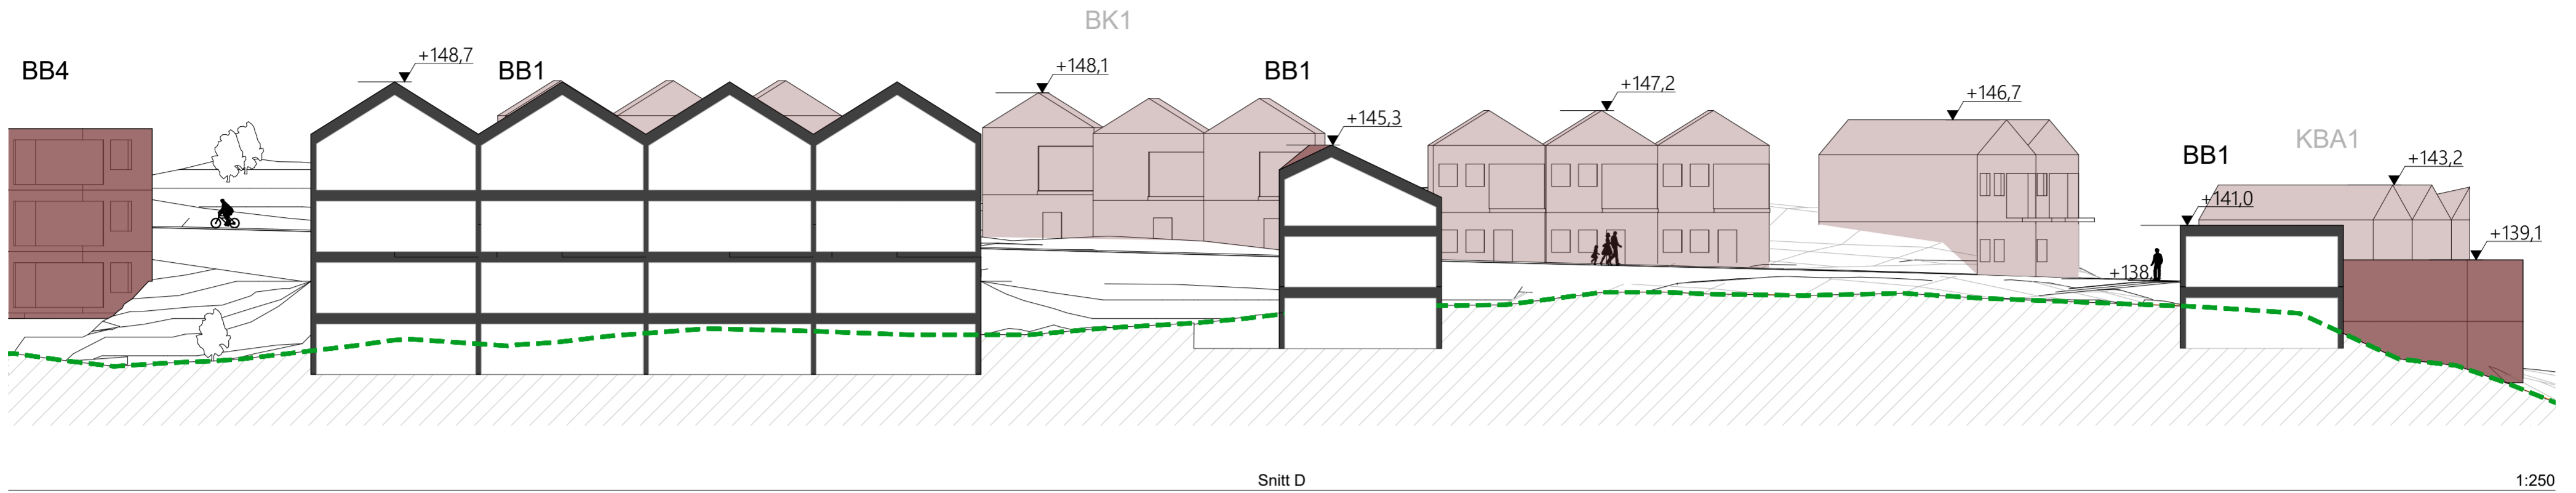 BK1
BB4
+148,7
BB1
+148,1
BB1
+145,3
+147,2
+146,7
KBA1
BB1
+143,2
+141,0
+139,1
+138,
Snitt D
1:250